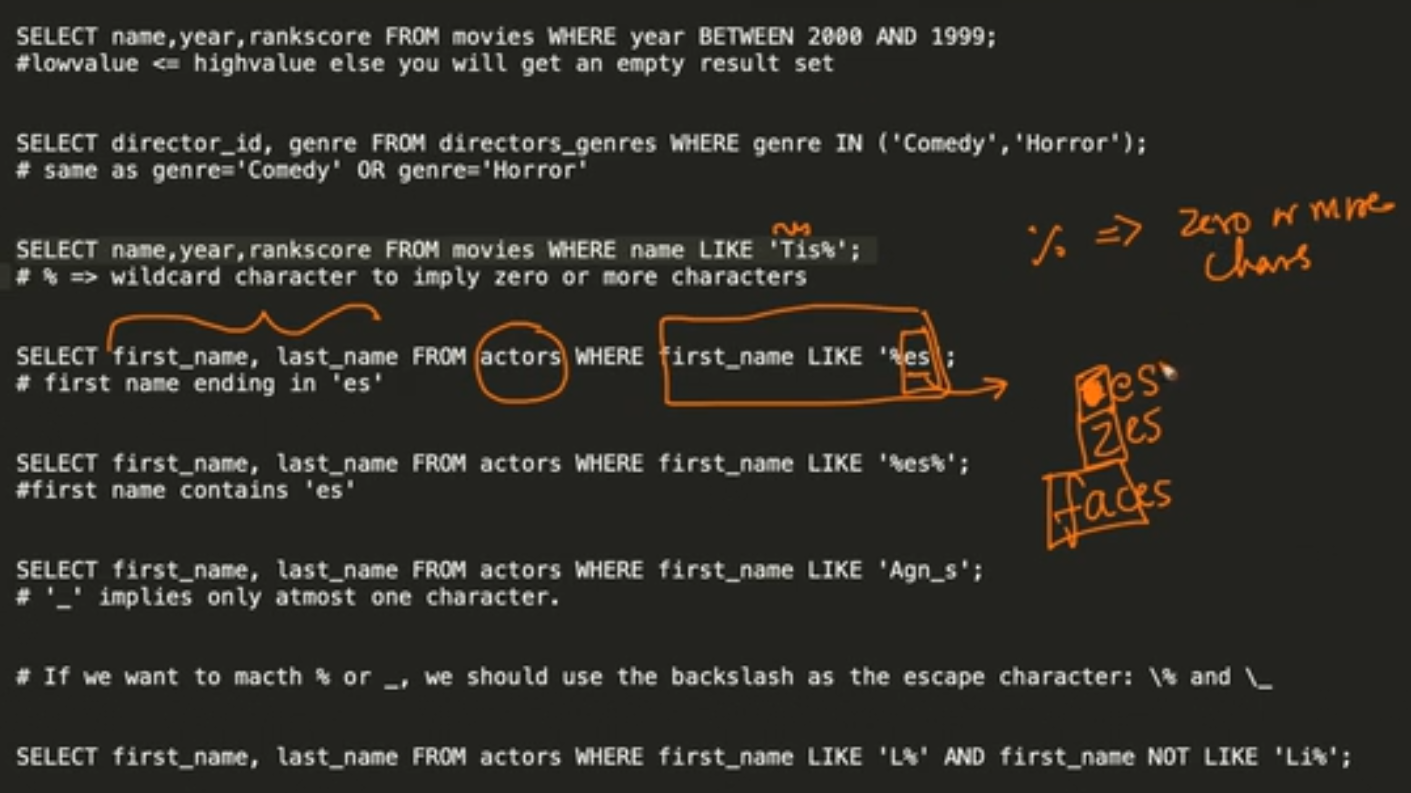 SELECT name,year,rankscore FROM movies WHERE year BETWEEN 2000 AND 1999;
#lowvalue <= highvalue else you will get an empty result set
SELECT director_id, genre FROM directors_genres WHERE genre IN ('Comedy','Horror');
# same as genre='Comedy' OR genre='Horror'
SELECT name,year,rankscore FROM movies WHERE name LIKE 'Tis%';
% => zero or more
chars
# % => wildcard character to imply zero or more characters
SELECT first_name, last_name FROM actors WHERE first_name LIKE '%es';
# first name ending in 'es'
es
zes
faces
SELECT first_name, last_name FROM actors WHERE first_name LIKE '%es%';
#first name contains 'es'
SELECT first_name, last_name FROM actors WHERE first_name LIKE 'Agn_s';
# '_' implies only atmost one character.
# If we want to macth % or _, we should use the backslash as the escape character: \% and \_
SELECT first_name, last_name FROM actors WHERE first_name LIKE 'L%' AND first_name NOT LIKE 'Li%';